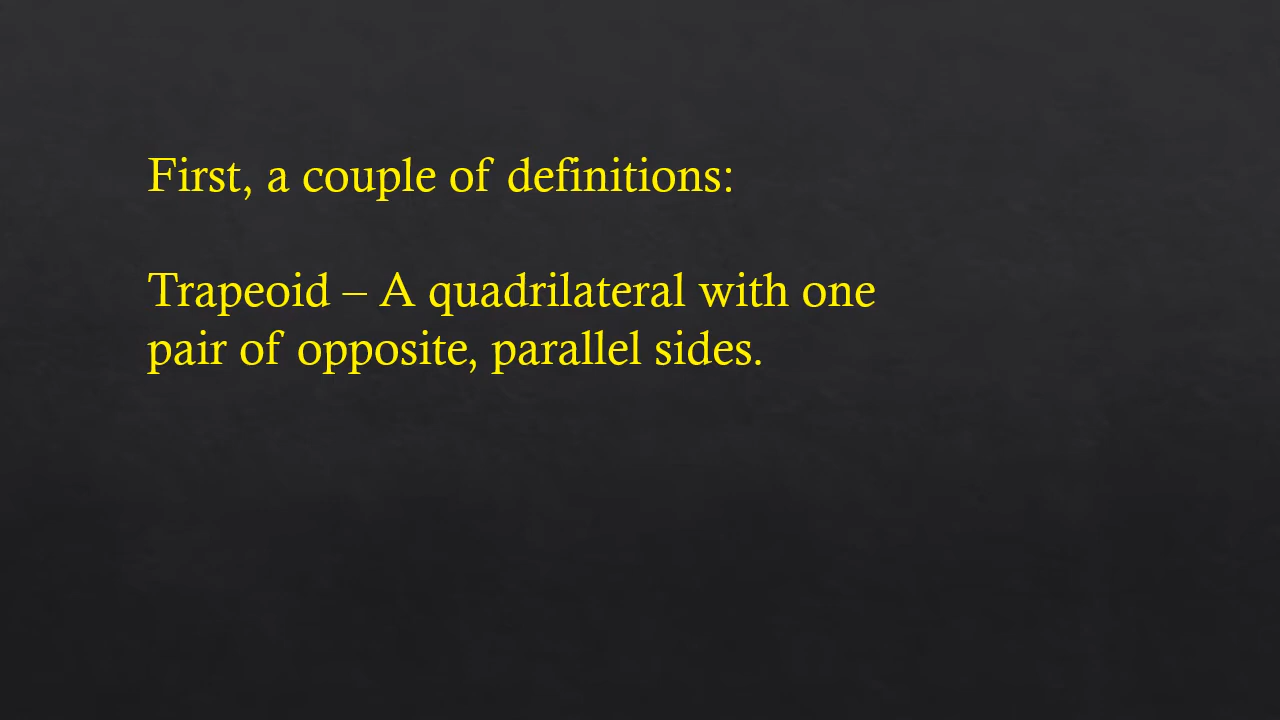 First, a couple of definitions:
Trapeoid – A quadrilateral with one
pair of opposite, parallel sides.